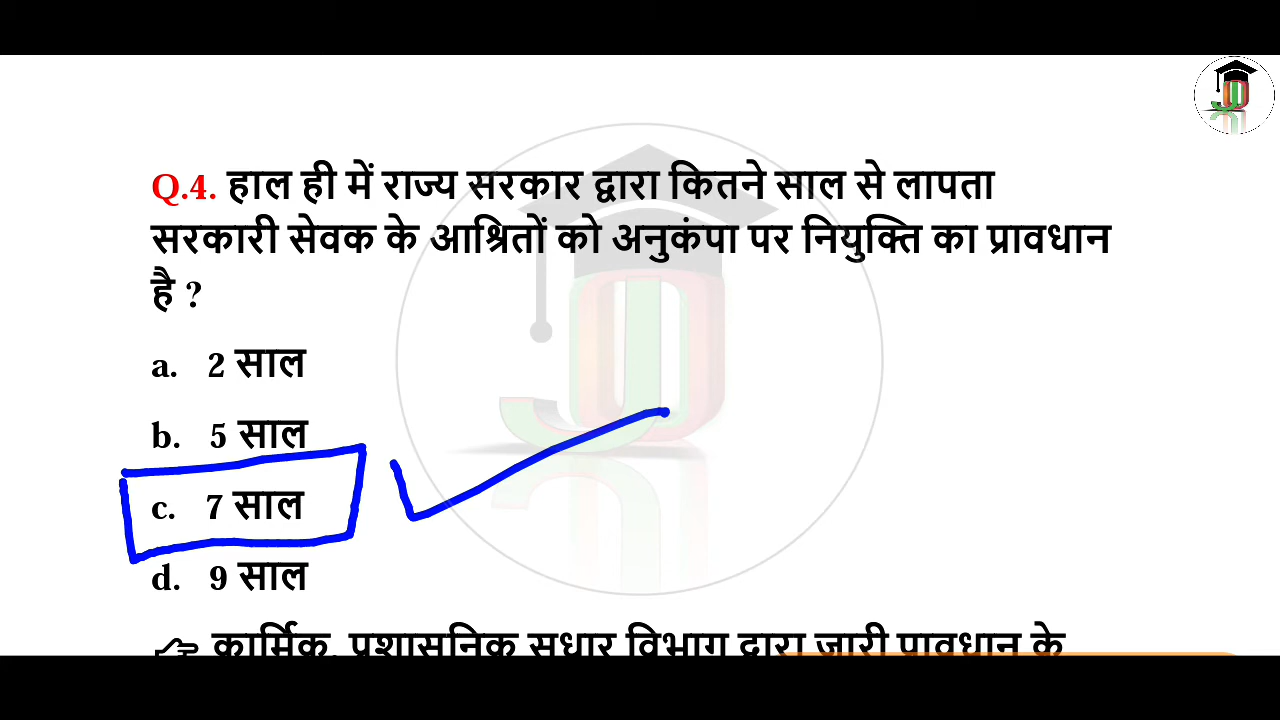 Q.4. हाल ही में राज्य सरकार द्वारा कितने साल से लापता
सरकारी सेवक के आश्रितों को अनुकंपा पर नियुक्ति का प्रावधान
है ?
a. 2 साल
b. 5 साल
c. 7 साल
d. 9 साल
☞ कार्मिक, प्रशासनिक सुधार विभाग द्वारा जारी प्रावधान के